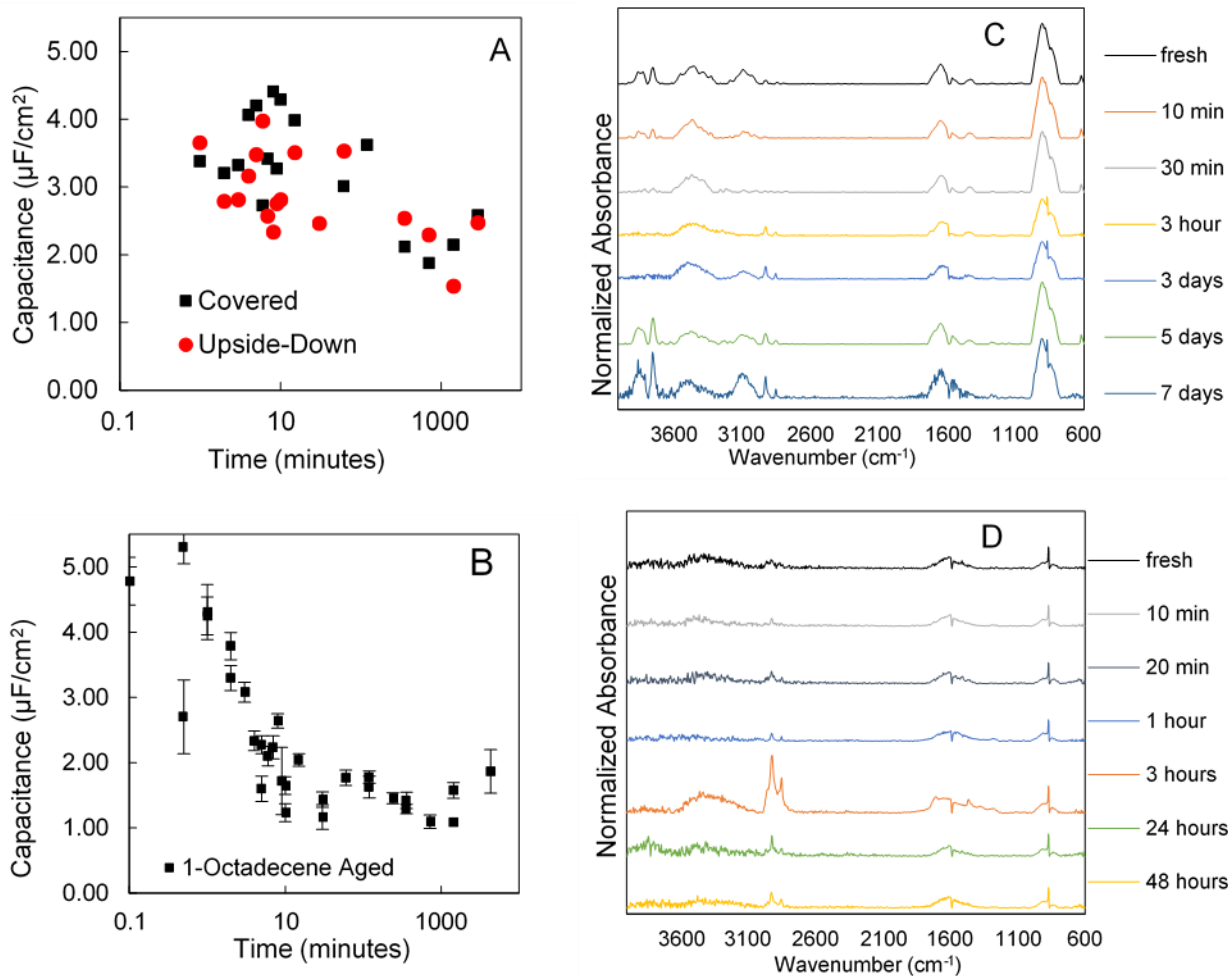 A
Capacitance (µF/cm²)
5.00
4.00
3.00
2.00
1.00
0.00
Covered
Upside-Down
0.1
10
1000
Time (minutes)
C
Normalized Absorbance
fresh
10 min
30 min
3 hour
3 days
5 days
7 days
3600 3100 2600 2100 1600 1100 600
Wavenumber (cm⁻¹)
B
Capacitance (µF/cm²)
5.00
4.00
3.00
2.00
1.00
0.00
1-Octadecene Aged
0.1
10
1000
Time (minutes)
D
Normalized Absorbance
fresh
10 min
20 min
1 hour
3 hours
24 hours
48 hours
3600 3100 2600 2100 1600 1100 600
Wavenumber (cm⁻¹)